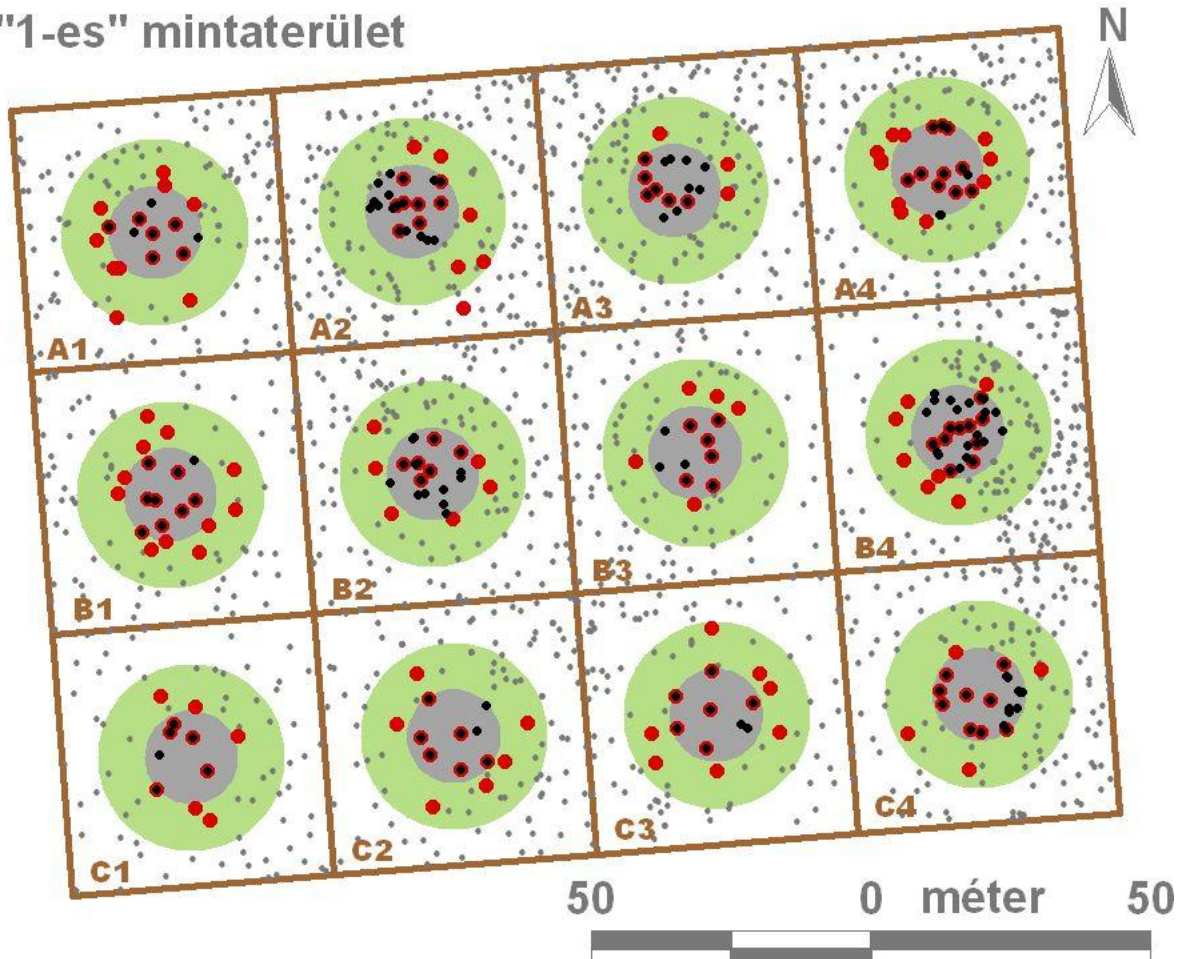 "1-es" mintaterület
N
A1
A2
A3
A4
B1
B2
B3
B4
C1
C2
C3
C4
50 0 méter 50